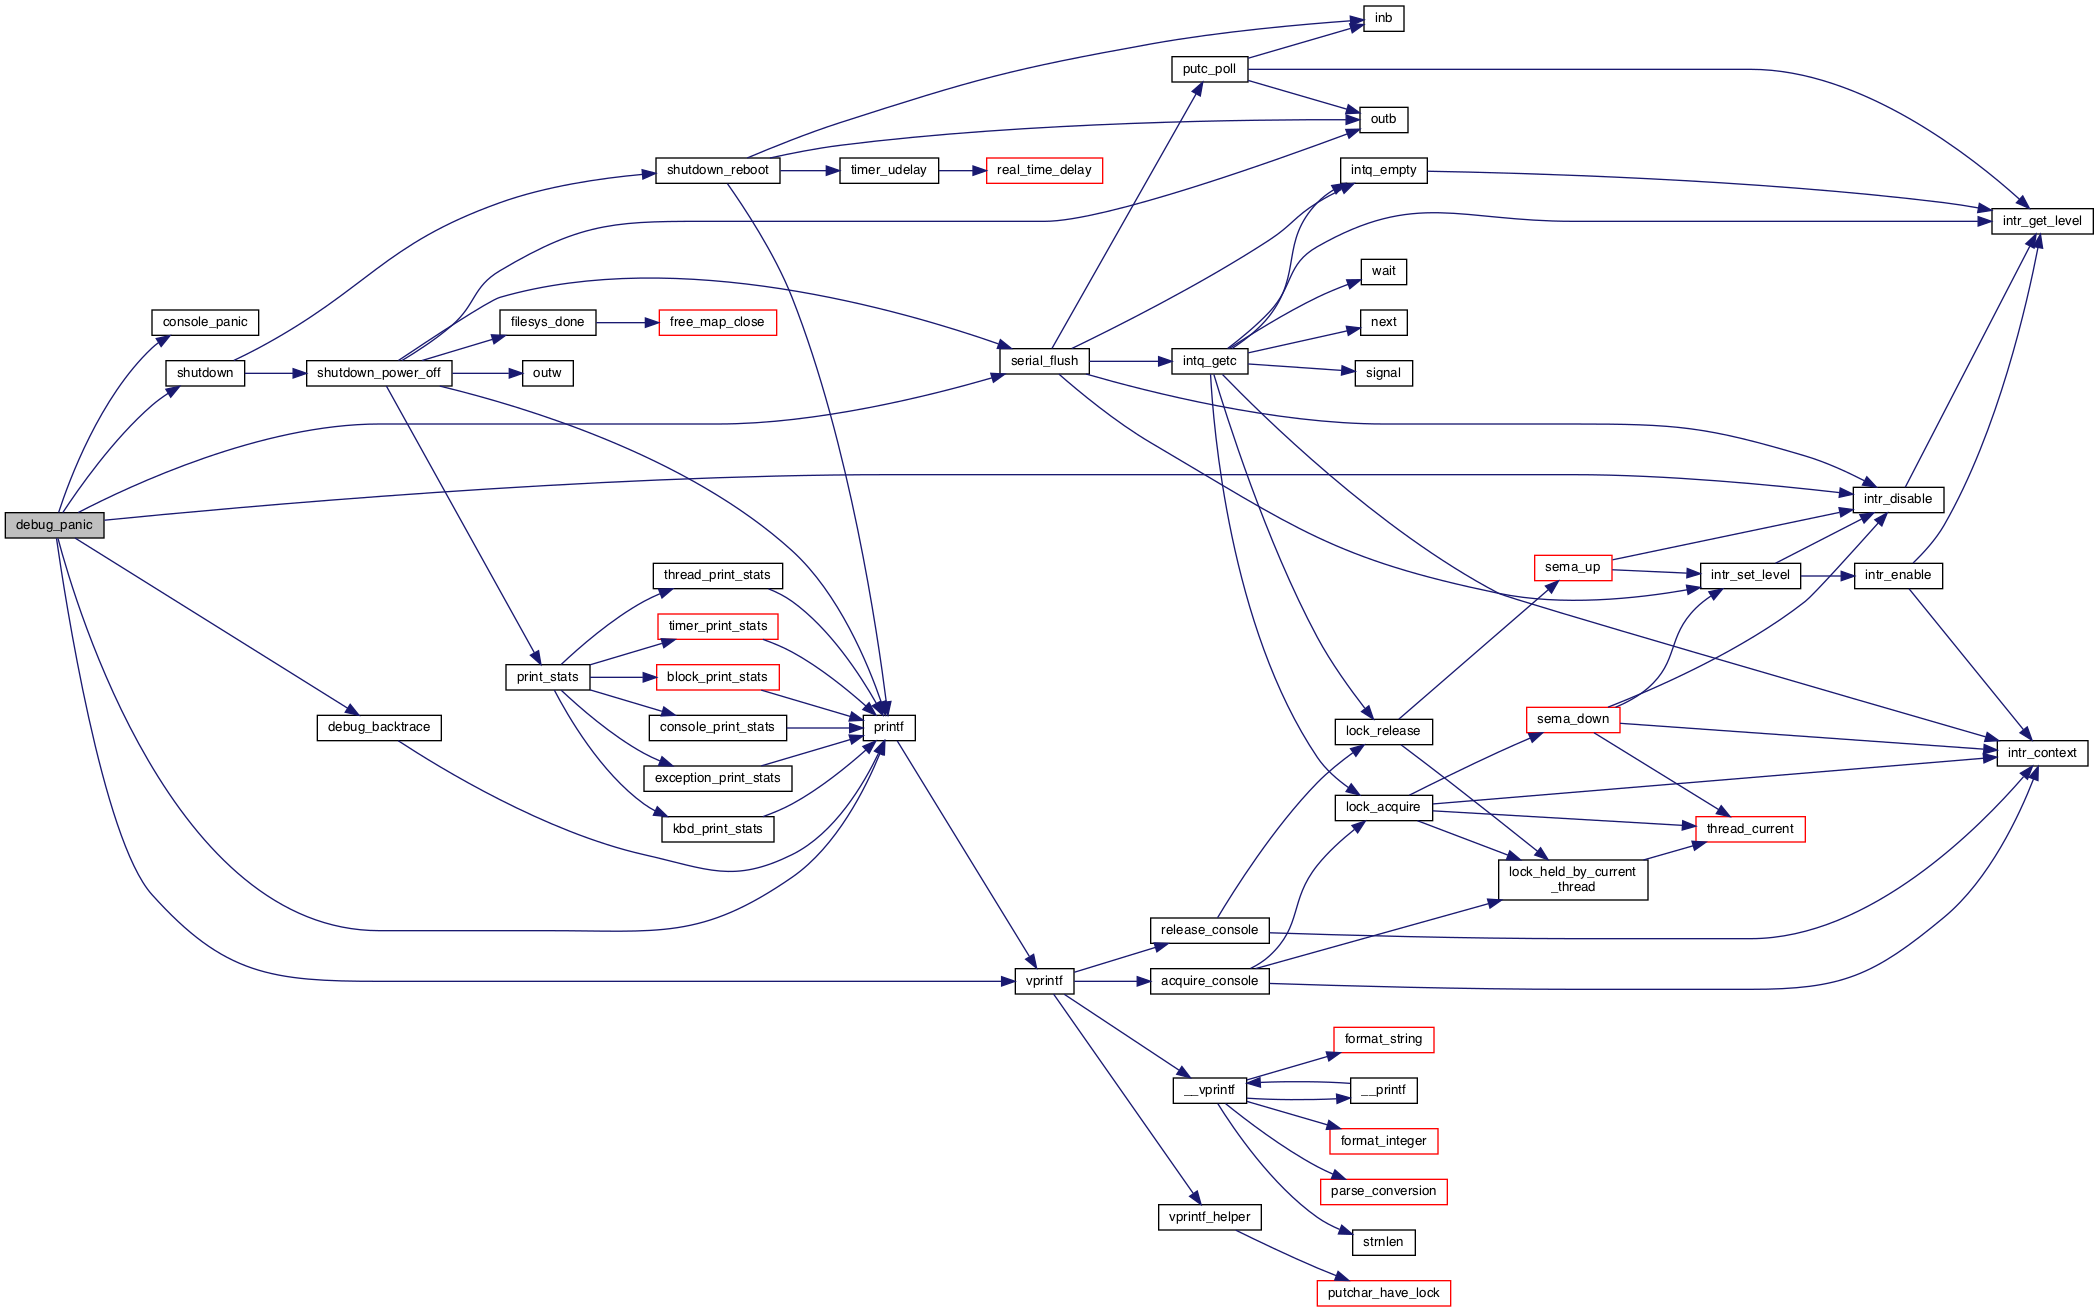 inb
putc_poll
outb
shutdown_reboot
timer_udelay
real_time_delay
intq_empty
intr_get_level
wait
console_panic
filesys_done
free_map_close
next
serial_flush
intq_getc
shutdown
shutdown_power_off
outw
signal
intr_disable
debug_panic
sema_up
thread_print_stats
intr_set_level
intr_enable
timer_print_stats
print_stats
block_print_stats
sema_down
debug_backtrace
console_print_stats
printf
lock_release
intr_context
exception_print_stats
lock_acquire
kbd_print_stats
thread_current
lock_held_by_current
_thread
release_console
vprintf
acquire_console
format_string
__vprintf
__printf
format_integer
parse_conversion
vprintf_helper
strnlen
putchar_have_lock